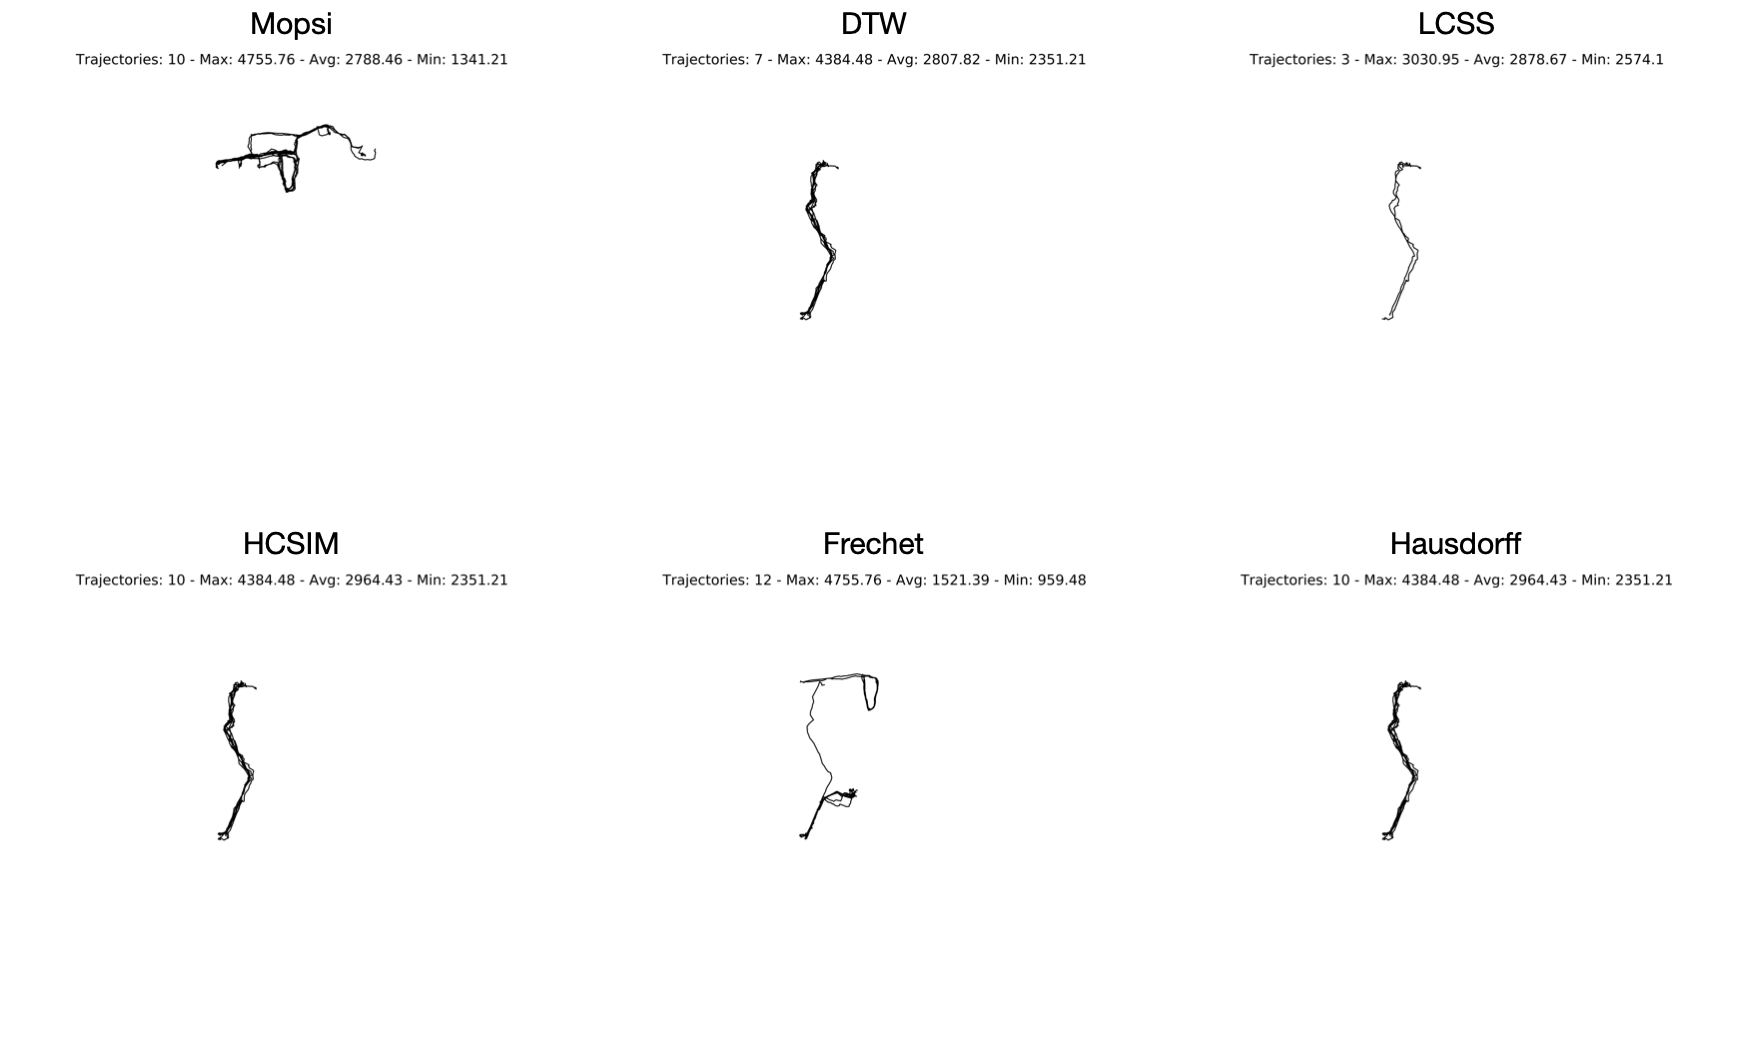 Mopsi
Trajectories: 10 - Max: 4755.76 - Avg: 2788.46 - Min: 1341.21
DTW
Trajectories: 7 - Max: 4384.48 - Avg: 2807.82 - Min: 2351.21
LCSS
Trajectories: 3 - Max: 3030.95 - Avg: 2878.67 - Min: 2574.1
HCSIM
Trajectories: 10 - Max: 4384.48 - Avg: 2964.43 - Min: 2351.21
Frechet
Trajectories: 12 - Max: 4755.76 - Avg: 1521.39 - Min: 959.48
Hausdorff
Trajectories: 10 - Max: 4384.48 - Avg: 2964.43 - Min: 2351.21